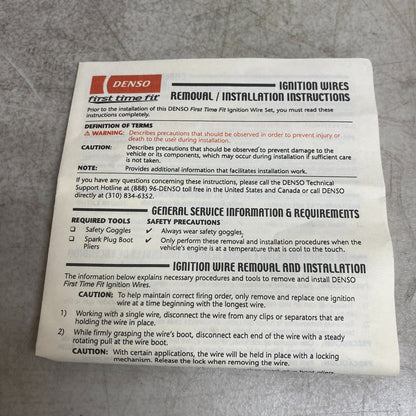 DENSO
first time fit®
IGNITION WIRES
REMOVAL / INSTALLATION INSTRUCTIONS
Prior to the installation of this DENSO First Time Fit Ignition Wire Set, you must read these
instructions completely.
DEFINITION OF TERMS
⚠ WARNING: Describes precautions that should be observed in order to prevent injury or
death to the user during installation.
CAUTION: Describes precautions that should be observed to prevent damage to the
vehicle or its components, which may occur during installation if sufficient care
is not taken.
NOTE: Provides additional information that facilitates installation work.
If you have any questions concerning these instructions, please call the DENSO Technical
Support Hotline at (888) 96-DENSO toll free in the United States and Canada or call DENSO
directly at (310) 834-6352.
GENERAL SERVICE INFORMATION & REQUIREMENTS
REQUIRED TOOLS SAFETY PRECAUTIONS
❏ Safety Goggles ✔ Always wear safety goggles.
❏ Spark Plug Boot ✔ Only perform these removal and installation procedures when the
Pliers vehicle's engine is at a temperature that is cool to the touch.
IGNITION WIRE REMOVAL AND INSTALLATION
The information below explains necessary procedures and tools to remove and install DENSO
First Time Fit Ignition Wires.
CAUTION: To help maintain correct firing order, only remove and replace one ignition
wire at a time beginning with the longest wire.
1) Working with a single wire, disconnect the wire from any clips or separators that are
holding the wire in place.
2) While firmly grasping the wire's boot, disconnect each end of the wire with a steady
rotating pull at the wire boot.
CAUTION: With certain applications, the wire will be held in place with a locking
mechanism. Release the lock when removing the wire.